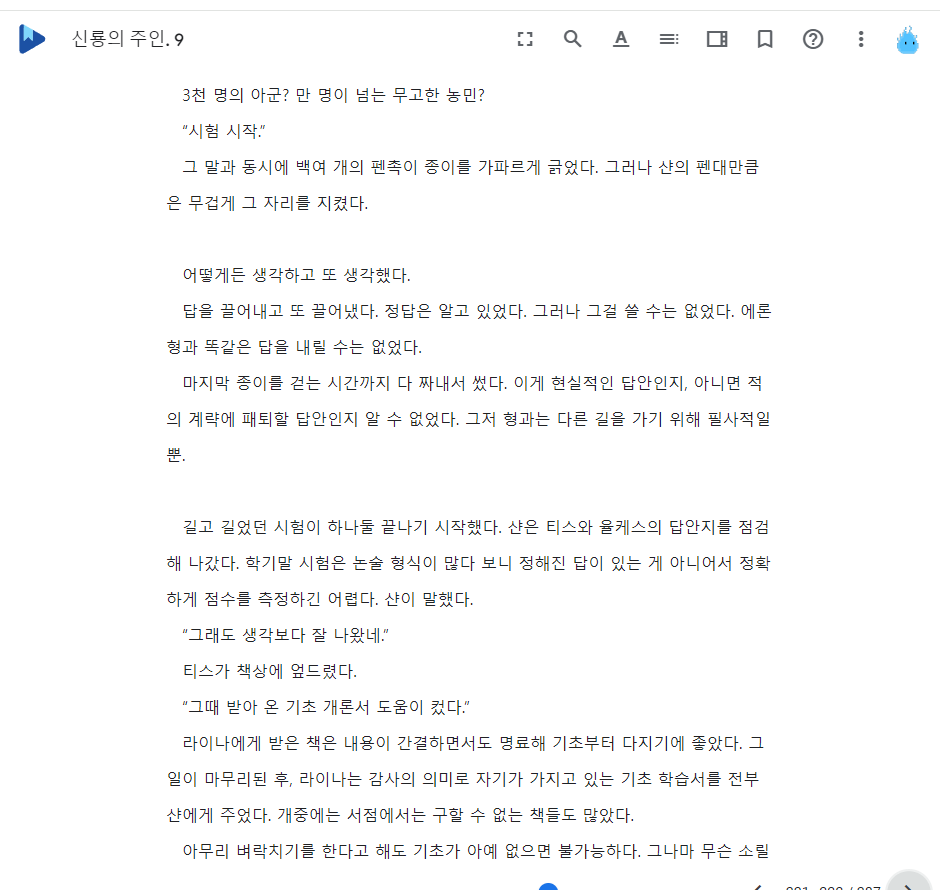 신룡의 주인. 9
3천 명의 아군? 만 명이 넘는 무고한 농민?
“시험 시작.”
그 말과 동시에 백여 개의 펜촉이 종이를 가파르게 긁었다. 그러나 샨의 펜대만큼
은 무겁게 그 자리를 지켰다.
어떻게든 생각하고 또 생각했다.
답을 끌어내고 또 끌어냈다. 정답은 알고 있었다. 그러나 그걸 쓸 수는 없었다. 에론
형과 똑같은 답을 내릴 수는 없었다.
마지막 종이를 걷는 시간까지 다 짜내서 썼다. 이게 현실적인 답안인지, 아니면 적
의 계략에 패퇴할 답안인지 알 수 없었다. 그저 형과는 다른 길을 가기 위해 필사적일
뿐.
길고 길었던 시험이 하나둘 끝나기 시작했다. 샨은 티스와 율케스의 답안지를 점검
해 나갔다. 학기말 시험은 논술 형식이 많다 보니 정해진 답이 있는 게 아니어서 정확
하게 점수를 측정하긴 어렵다. 샨이 말했다.
“그래도 생각보다 잘 나왔네.”
티스가 책상에 엎드렸다.
“그때 받아 온 기초 개론서 도움이 컸다.”
라이나에게 받은 책은 내용이 간결하면서도 명료해 기초부터 다지기에 좋았다. 그
일이 마무리된 후, 라이나는 감사의 의미로 자기가 가지고 있는 기초 학습서를 전부
샨에게 주었다. 개중에는 서점에서는 구할 수 없는 책들도 많았다.
아무리 벼락치기를 한다고 해도 기초가 아예 없으면 불가능하다. 그나마 무슨 소릴